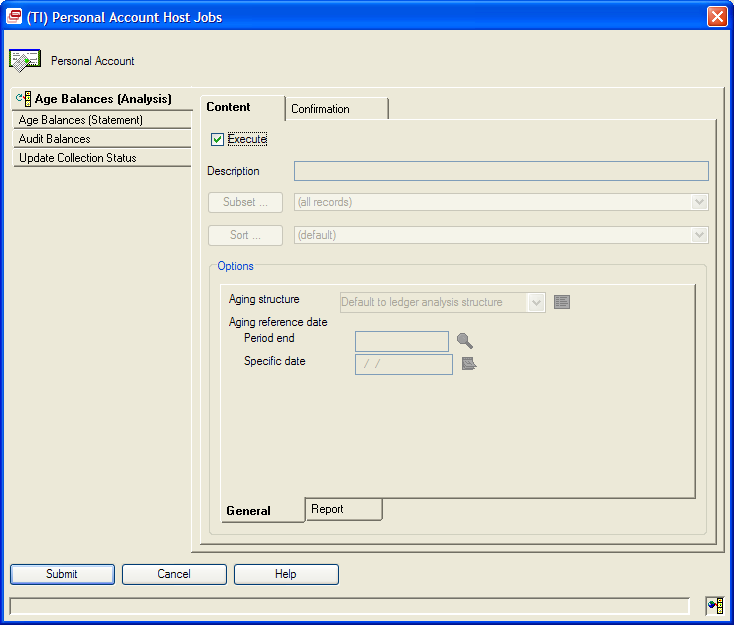 (TI) Personal Account Host Jobs
Personal Account
Age Balances (Analysis)
Age Balances (Statement)
Audit Balances
Update Collection Status
Content
Confirmation
Execute
Description
Subset ...
(all records)
Sort ...
(default)
Options
Aging structure
Default to ledger analysis structure
Aging reference date
Period end
Specific date
/ /
General
Report
Submit
Cancel
Help